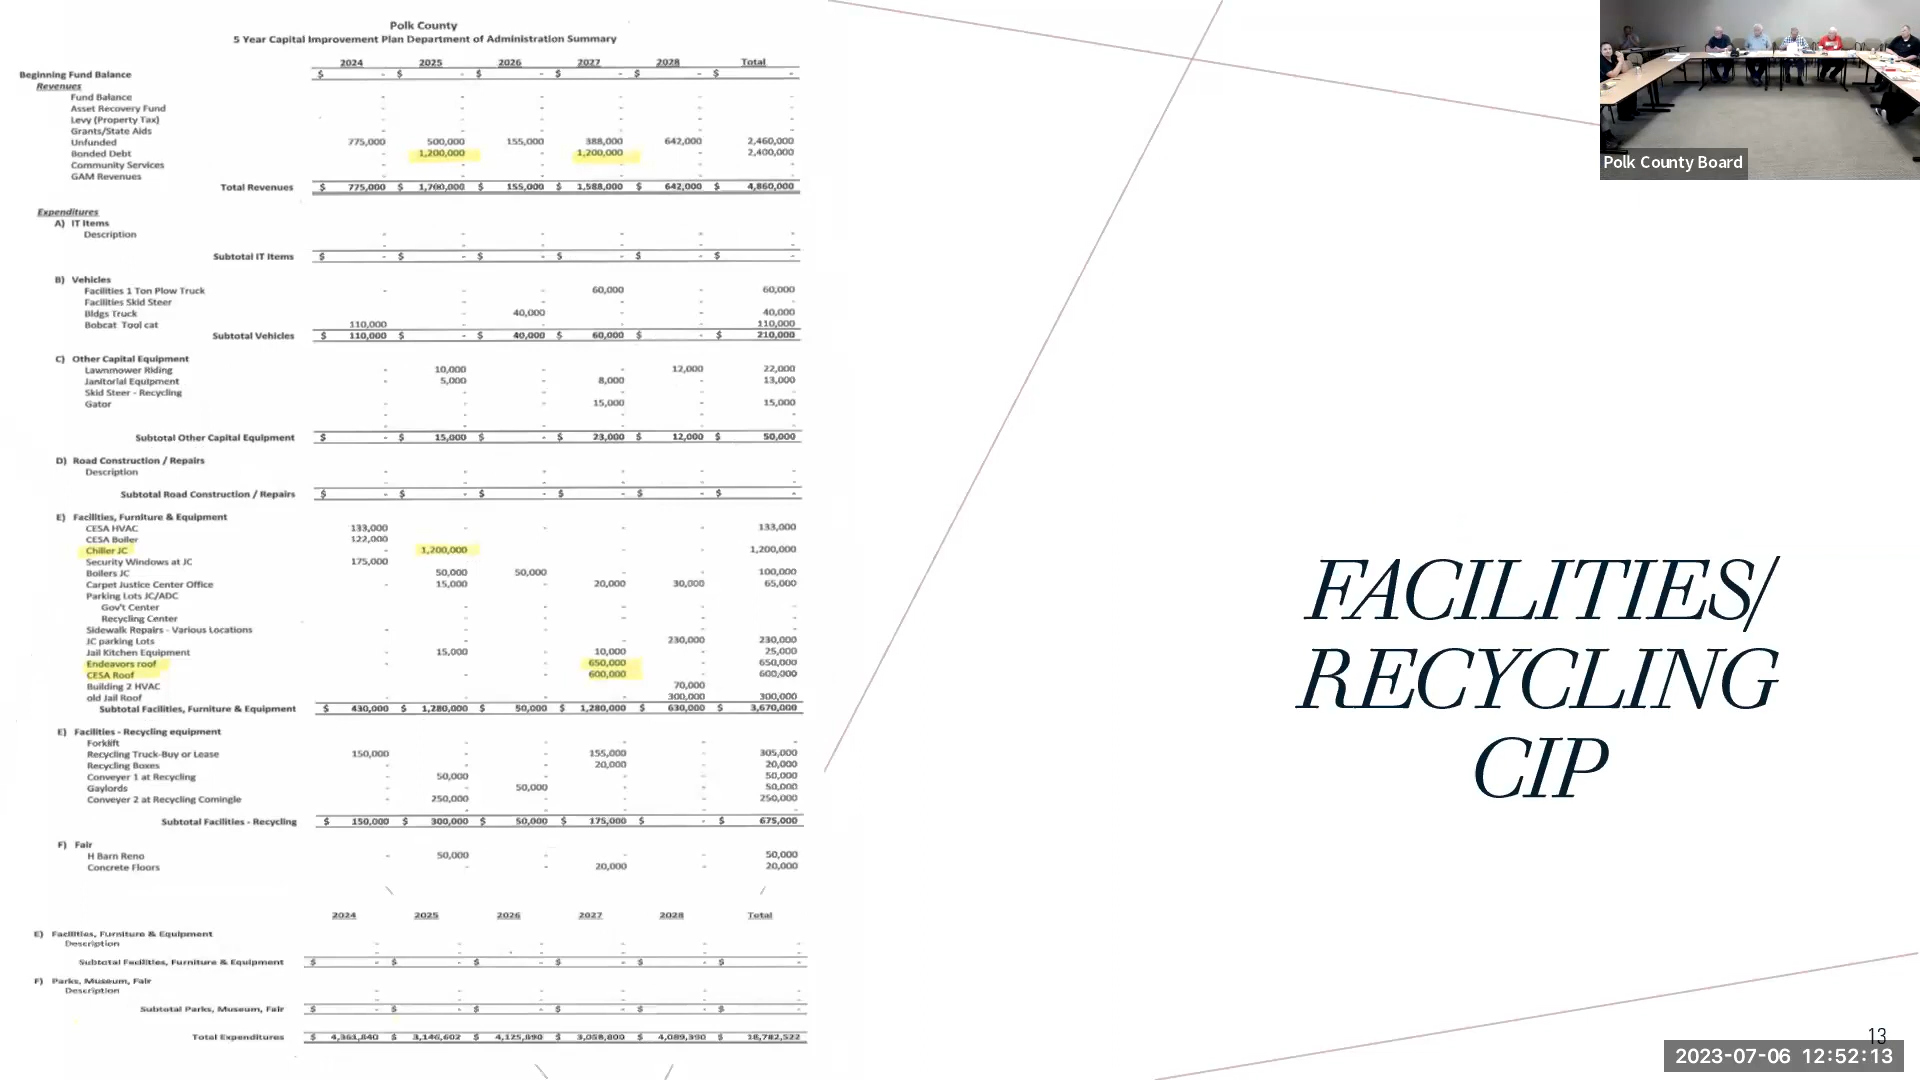 Polk County
5 Year Capital Improvement Plan Department of Administration Summary
2024 2025 2026 2027 2028 Total
Beginning Fund Balance $ - $ - $ - $ - $ - $ -
Revenues
Fund Balance - - - - - -
Asset Recovery Fund - - - - - -
Levy (Property Tax) - - - - - -
Grants/State Aids - - - - - -
Unfunded 775,000 500,000 155,000 388,000 642,000 2,460,000
Bonded Debt - 1,200,000 - 1,200,000 - 2,400,000
Community Services - - - - - -
GAM Revenues - - - - - -
Total Revenues $ 775,000 $ 1,700,000 $ 155,000 $ 1,588,000 $ 642,000 $ 4,860,000
Expenditures
A) IT Items
Description - - - - - -
Subtotal IT Items $ - $ - $ - $ - $ - $ -
B) Vehicles
Facilities 1 Ton Plow Truck - - - 60,000 - 60,000
Facilities Skid Steer - - - - -
Bldgs Truck - 40,000 - - 40,000
Bobcat Tool cat 110,000 - - - - 110,000
Subtotal Vehicles $ 110,000 $ - $ 40,000 $ 60,000 $ - $ 210,000
C) Other Capital Equipment
Lawnmower Riding - 10,000 - - 12,000 22,000
Janitorial Equipment - 5,000 - 8,000 - 13,000
Skid Steer - Recycling - - - - -
Gator - - - 15,000 - 15,000
Subtotal Other Capital Equipment $ - $ 15,000 $ - $ 23,000 $ 12,000 $ 50,000
D) Road Construction / Repairs
Description - - - - - -
Subtotal Road Construction / Repairs $ - $ - $ - $ - $ - $ -
E) Facilities, Furniture & Equipment
CESA HVAC 133,000 - - - - 133,000
CESA Boiler 122,000
Chiller JC - 1,200,000 - - 1,200,000
Security Windows at JC 175,000 - - - - -
Boilers JC 50,000 50,000 - - 100,000
Carpet Justice Center Office - 15,000 - 20,000 30,000 65,000
Parking Lots JC/ADC
Gov't Center - - - - -
Recycling Center - - - - -
Sidewalk Repairs - Various Locations - - - - - -
JC parking Lots - - - - 230,000 230,000
Jail Kitchen Equipment 15,000 10,000 25,000
Endeavors roof - - - 650,000 - 650,000
CESA Roof - - - 600,000 - 600,000
Building 2 HVAC 70,000
old Jail Roof - - - - 300,000 300,000
Subtotal Facilities, Furniture & Equipment $ 430,000 $ 1,280,000 $ 50,000 $ 1,280,000 $ 630,000 $ 3,670,000
E) Facilities - Recycling equipment
Forklift - - - - - -
Recycling Truck-Buy or Lease 150,000 - - 155,000 - 305,000
Recycling Boxes - - - 20,000 - 20,000
Conveyer 1 at Recycling - 50,000 - - - 50,000
Gaylords - - 50,000 - - 50,000
Conveyer 2 at Recycling Comingle - 250,000 - - - 250,000
Subtotal Facilities - Recycling $ 150,000 $ 300,000 $ 50,000 $ 175,000 $ - $ 675,000
F) Fair
H Barn Reno - 50,000 - - - 50,000
Concrete Floors - - 20,000 - 20,000
2024 2025 2026 2027 2028 Total
E) Facilities, Furniture & Equipment
Description - - - - - -
Subtotal Facilities, Furniture & Equipment $ - $ - $ - $ - $ - $ -
F) Parks, Museum, Fair
Description - - - - - -
Subtotal Parks, Museum, Fair $ - $ - $ - $ - $ - $ -
Total Expenditures $ 4,361,840 $ 3,146,602 $ 4,125,890 $ 3,058,800 $ 4,089,390 $ 18,782,522
FACILITIES/
RECYCLING
CIP
Polk County Board
13
2023-07-06 12:52:13